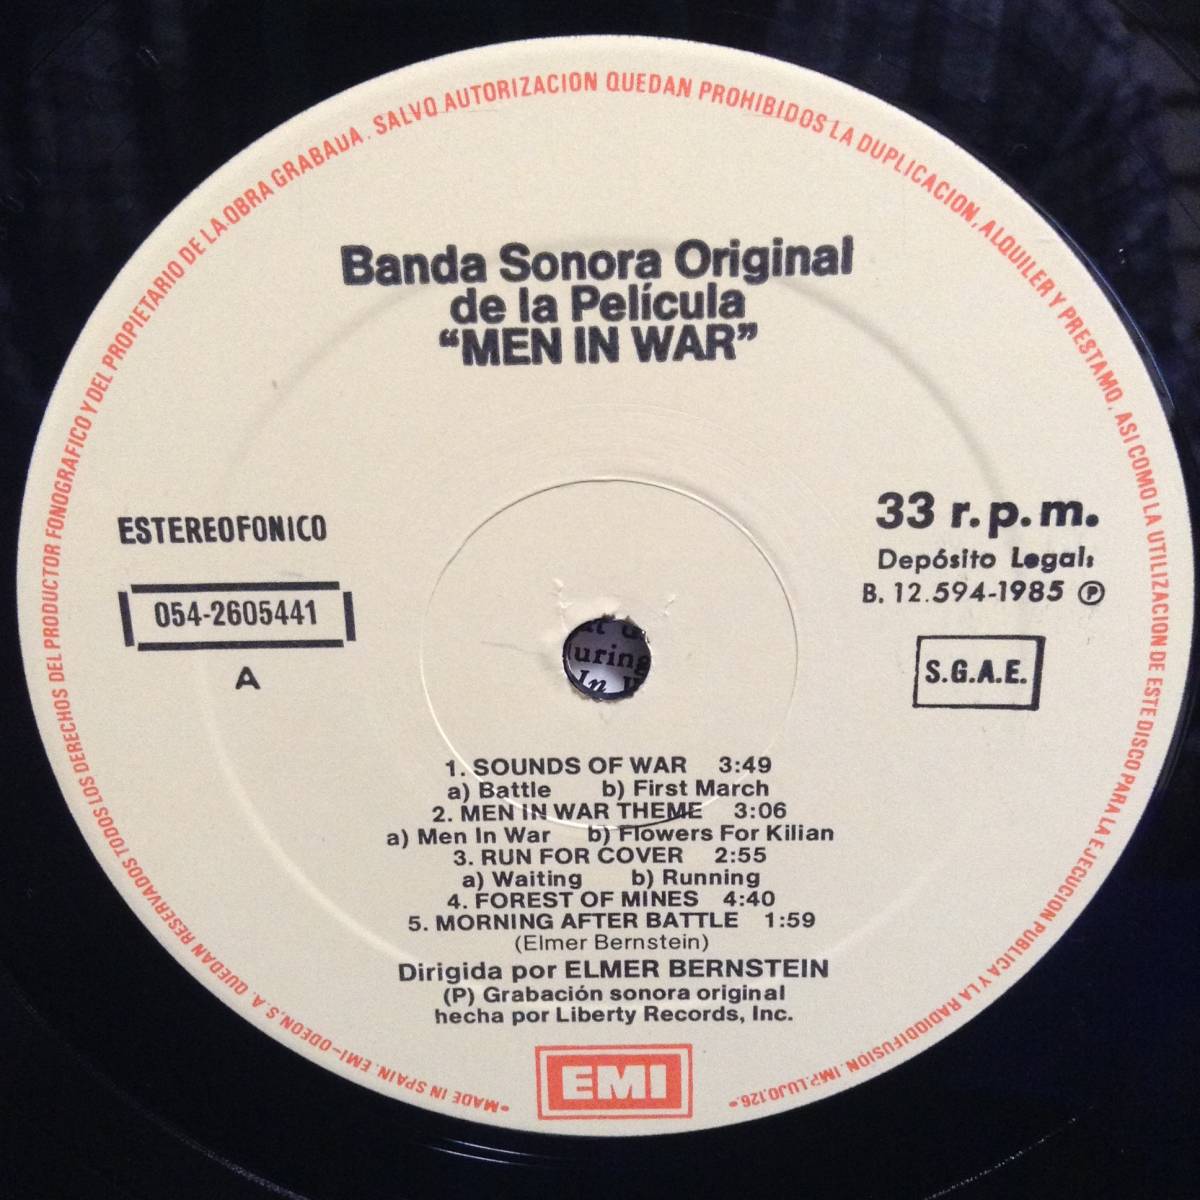 •MADE IN SPAIN. EMI-ODEON, S. A. QUEDAN RESERVADOS TODOS LOS DERECHOS DEL PRODUCTOR FONOGRAFICO Y DEL PROPIETARIO DE LA OBRA GRABADA. SALVO AUTORIZACION QUEDAN PROHIBIDOS LA DUPLICACION, ALQUILER Y PRESTAMO, ASI COMO LA UTILIZACION DE ESTE DISCO PARA LA EJECUCION PUBLICA Y LA RADIODIFUSION. IMP. LUJO, 126.•
Banda Sonora Original
de la Película
“MEN IN WAR”
ESTEREOFONICO
054-2605441
A
33 r.p.m.
Depósito Legal:
B. 12.594-1985 Ⓟ
S.G.A.E.
uring
In W
1. SOUNDS OF WAR 3:49
a) Battle b) First March
2. MEN IN WAR THEME 3:06
a) Men In War b) Flowers For Kilian
3. RUN FOR COVER 2:55
a) Waiting b) Running
4. FOREST OF MINES 4:40
5. MORNING AFTER BATTLE 1:59
(Elmer Bernstein)
Dirigida por ELMER BERNSTEIN
(P) Grabación sonora original
hecha por Liberty Records, Inc.
EMI